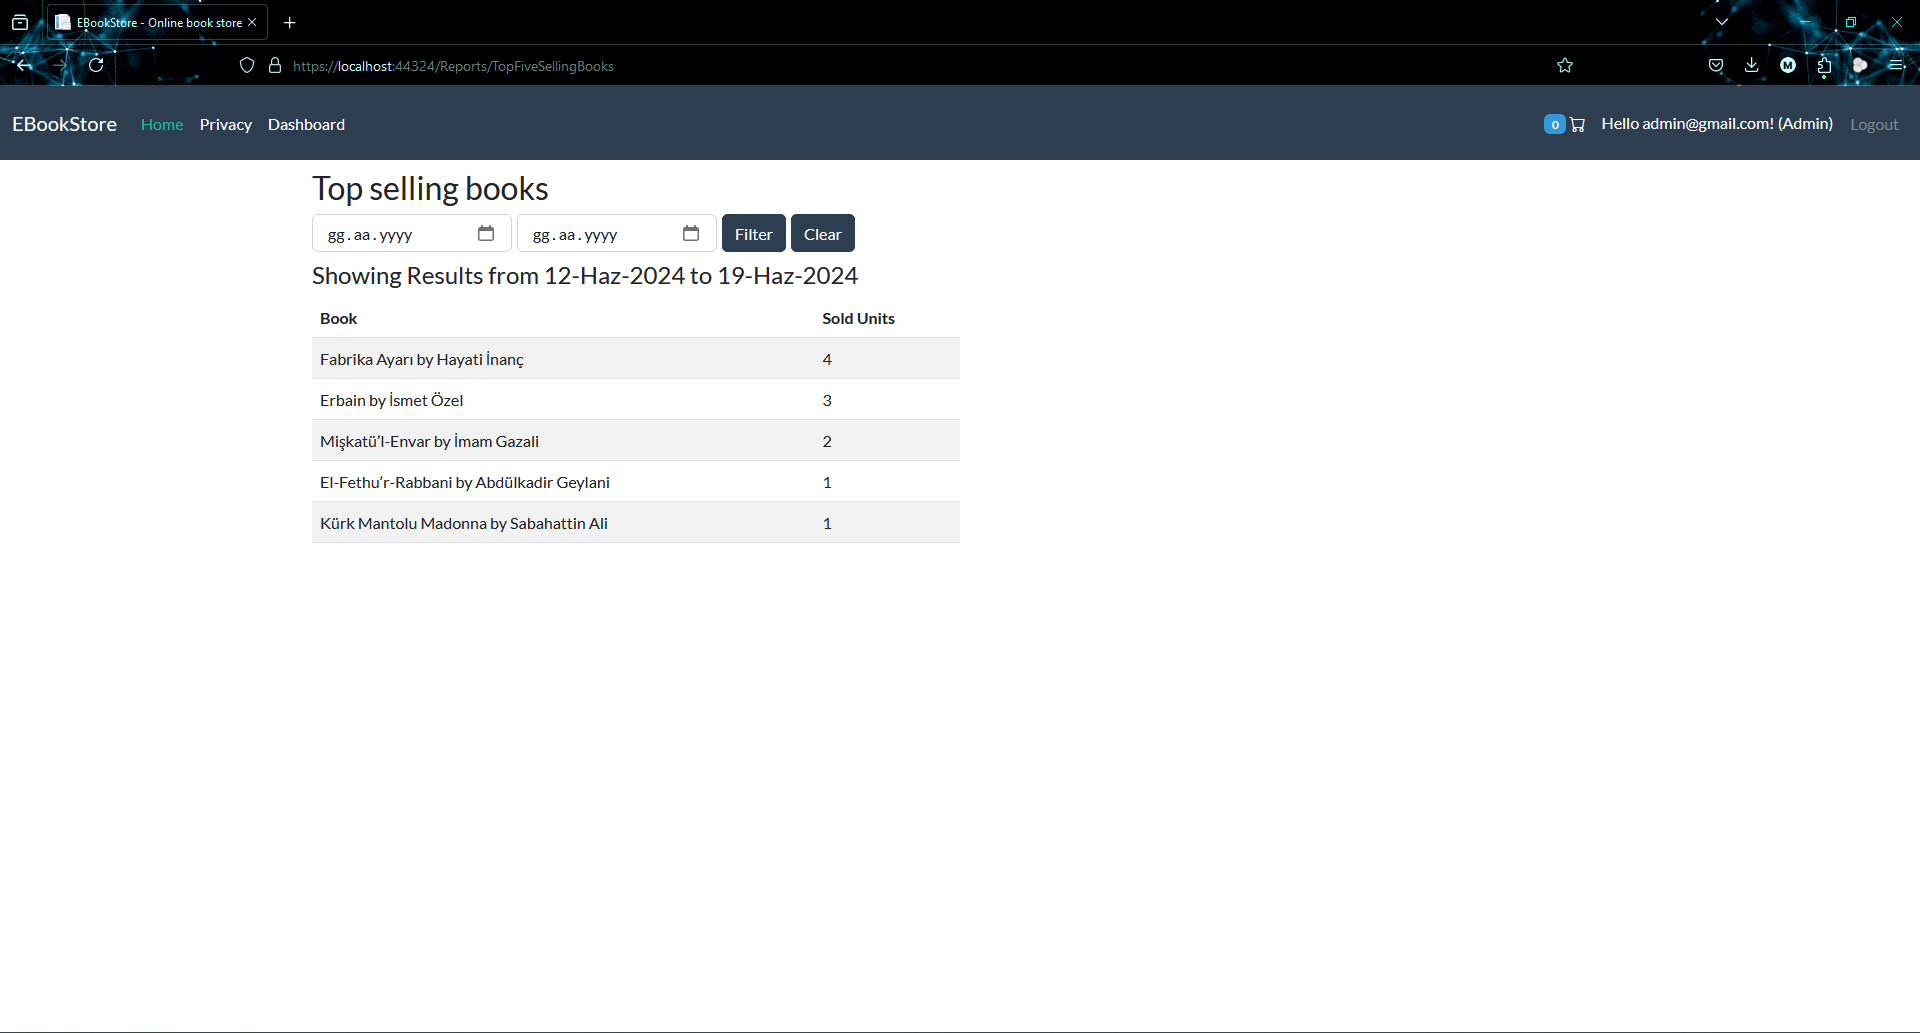 EBookStore - Online book store
https://localhost:44324/Reports/TopFiveSellingBooks
M
EBookStore Home Privacy Dashboard 0 Hello admin@gmail.com! (Admin) Logout
Top selling books
gg.aa.yyyy gg.aa.yyyy Filter Clear
Showing Results from 12-Haz-2024 to 19-Haz-2024
Book Sold Units
Fabrika Ayarı by Hayati İnanç 4
Erbain by İsmet Özel 3
Mişkatü’l-Envar by İmam Gazali 2
El-Fethu’r-Rabbani by Abdülkadir Geylani 1
Kürk Mantolu Madonna by Sabahattin Ali 1